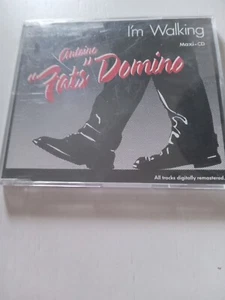 I'm Walking
Maxi-CD
Antoine
"Fats" Domino
All tracks digitally remastered.